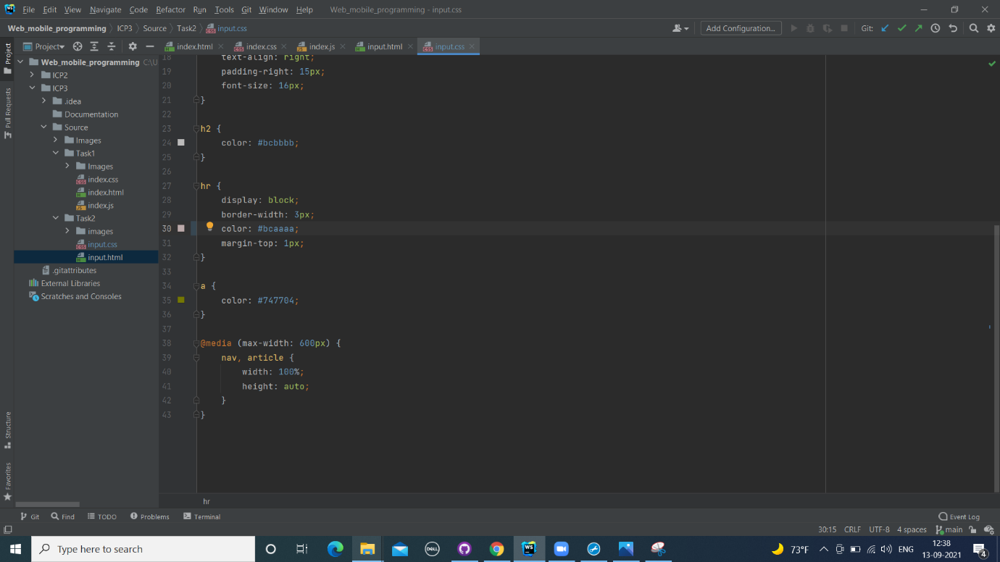 File Edit View Navigate Code Refactor Run Tools Git Window Help Web_mobile_programming - input.css
Web_mobile_programming ICP3 Source Task2 input.css Add Configuration... Git:
Project index.html index.css index.js input.html input.css
Project
Pull Requests
Structure
Favorites
Web_mobile_programming C:\U
ICP2
ICP3
.idea
Documentation
Source
Images
Task1
Images
index.css
index.html
index.js
Task2
images
input.css
input.html
.gitattributes
External Libraries
Scratches and Consoles
18 text-align: right;
19 padding-right: 15px;
20 font-size: 16px;
21 }
22
23 h2 {
24 color: #bcbbbb;
25 }
26
27 hr {
28 display: block;
29 border-width: 3px;
30 color: #bcaaaa;
31 margin-top: 1px;
32 }
33
34 a {
35 color: #747704;
36 }
37
38 @media (max-width: 600px) {
39 nav, article {
40 width: 100%;
41 height: auto;
42 }
43 }
hr
Git Find TODO Problems Terminal Event Log
30:15 CRLF UTF-8 4 spaces main
Type here to search DELL WS 73°F ENG 12:38
13-09-2021 4